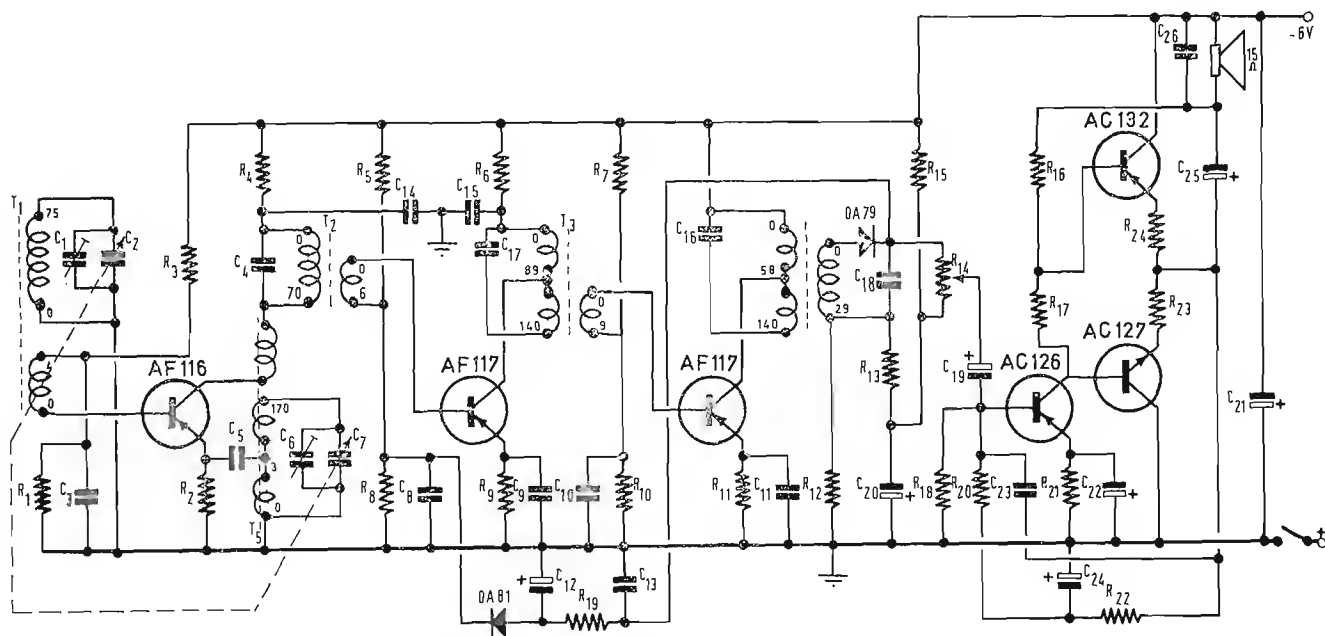 C26
15 Ω
-6V
AC132
R16
C25 +
R24
R15
R4
R5
R6
R7
C14
C15
T1
75
C1
C2
R3
C4
T2
0
70
0
6
C17
0
T3
89
140
0
9
C16
0
58
140
OA79
0
C18
R14
29
R17
R23
AC127
4
0
AF116
AF117
AF117
R13
C19 +
AC126
C21 +
170
C5
C6
C7
3
0
T5
R1
C3
R2
R8
C8
R9
C9
C10
R10
R11
C11
R12
C20 +
R18
R20
C23
R21
C22 +
+
+ C12
C13
OA81
R19
+ C24
R22